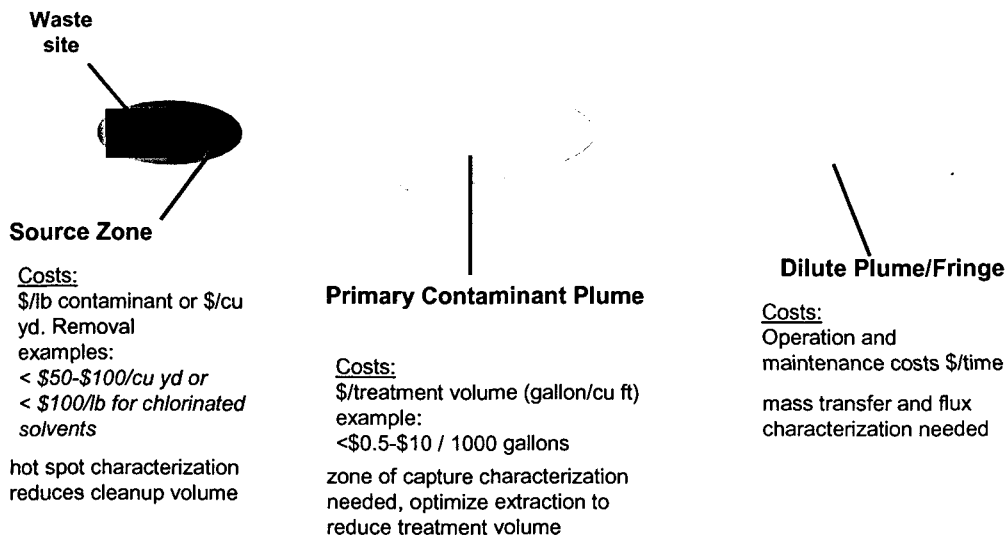 Waste
site
Source Zone
Costs:
$/lb contaminant or $/cu
yd. Removal
examples:
< $50-$100/cu yd or
< $100/lb for chlorinated
solvents
hot spot characterization
reduces cleanup volume
Primary Contaminant Plume
Costs:
$/treatment volume (gallon/cu ft)
example:
<$0.5-$10 / 1000 gallons
zone of capture characterization
needed, optimize extraction to
reduce treatment volume
Dilute Plume/Fringe
Costs:
Operation and
maintenance costs $/time
mass transfer and flux
characterization needed